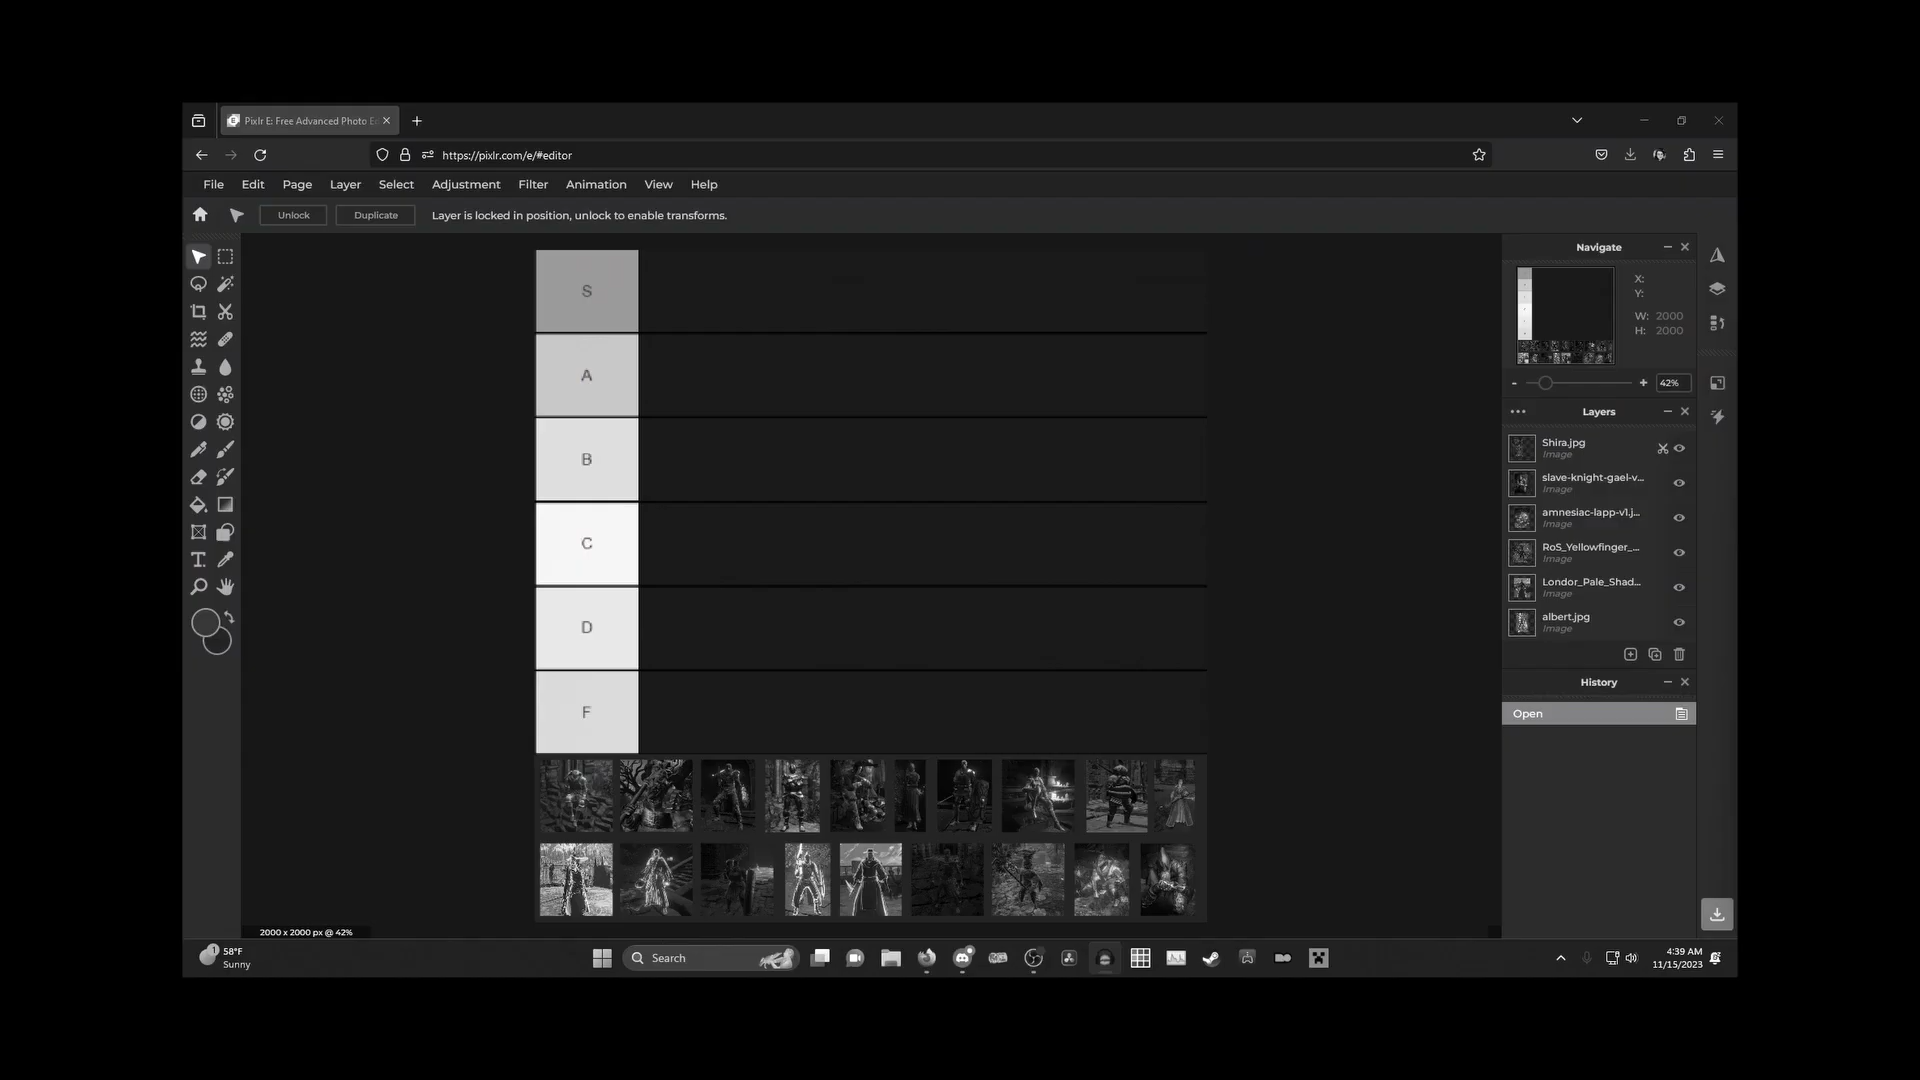 Pixlr E: Free Advanced Photo E
https://pixlr.com/e/#editor
File Edit Page Layer Select Adjustment Filter Animation View Help
Unlock Duplicate Layer is locked in position, unlock to enable transforms.
Navigate
X:
Y:
W: 2000
H: 2000
- + 42%
Layers
Shira.jpg
Image
slave-knight-gael-v...
Image
amnesiac-lapp-v1.j...
Image
RoS_Yellowfinger_...
Image
Londor_Pale_Shad...
Image
albert.jpg
Image
History
Open
S
A
B
C
D
F
2000 x 2000 px @ 42%
1
58°F
Sunny
Search
4:39 AM
11/15/2023